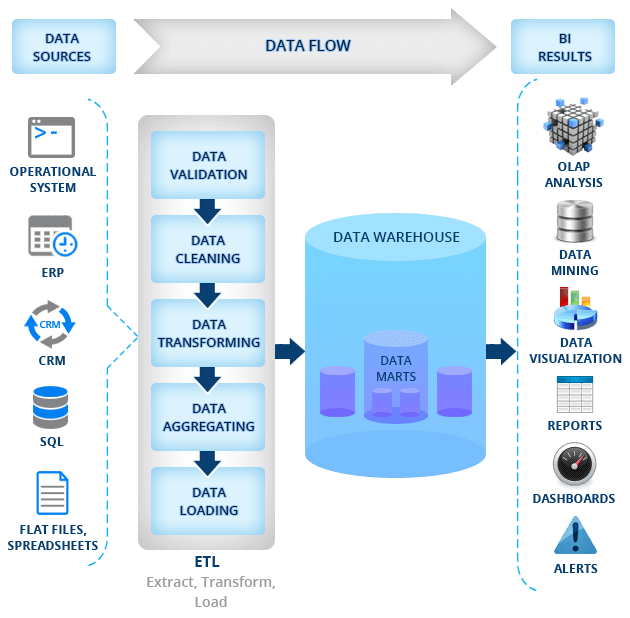 DATA
SOURCES
DATA FLOW
BI
RESULTS
>-
OPERATIONAL
SYSTEM
ERP
CRM
CRM
SQL
FLAT FILES,
SPREADSHEETS
DATA
VALIDATION
DATA
CLEANING
DATA
TRANSFORMING
DATA
AGGREGATING
DATA
LOADING
ETL
Extract, Transform,
Load
DATA WAREHOUSE
DATA
MARTS
OLAP
ANALYSIS
DATA
MINING
DATA
VISUALIZATION
REPORTS
DASHBOARDS
ALERTS